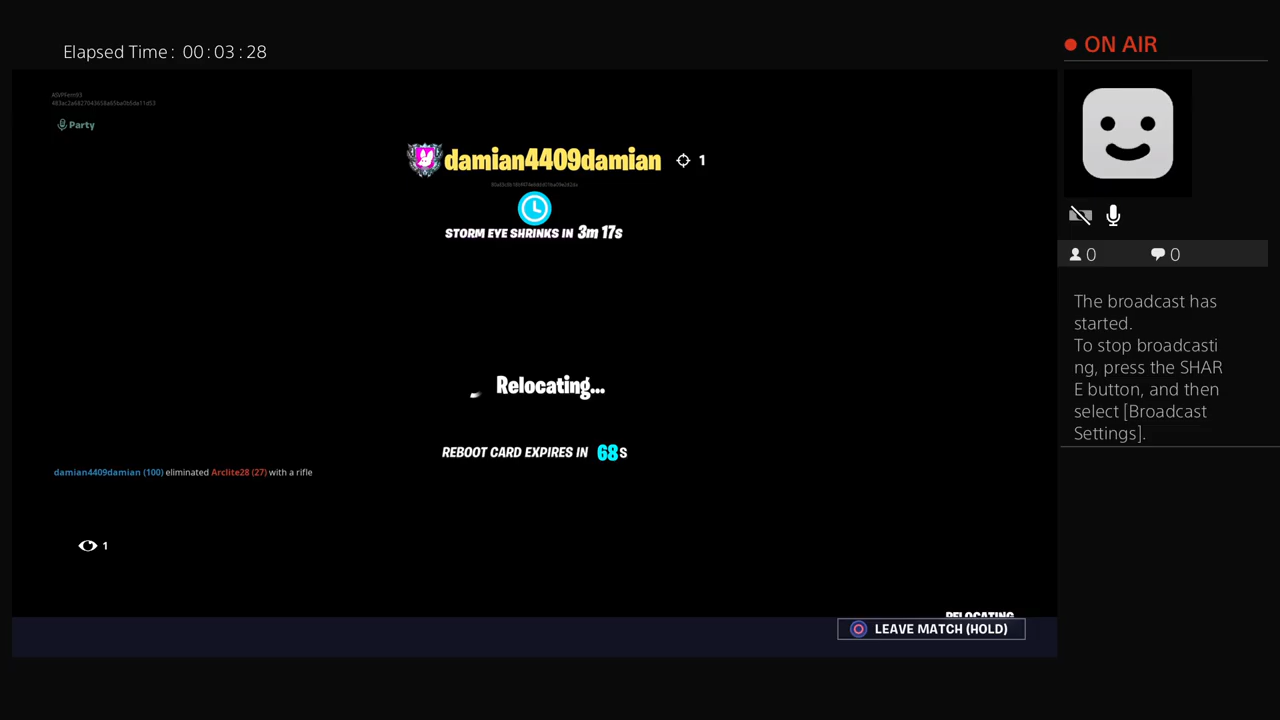 Elapsed Time: 00:03:28
ON AIR
ASVPFern93
Party
damian4409damian 1
STORM EYE SHRINKS IN 3m 17s
0 0
The broadcast has
started.
To stop broadcasti
ng, press the SHAR
E button, and then
select [Broadcast
Settings].
Relocating...
REBOOT CARD EXPIRES IN 68s
damian4409damian (100) eliminated Arclite28 (27) with a rifle
1
RELOCATING
LEAVE MATCH (HOLD)